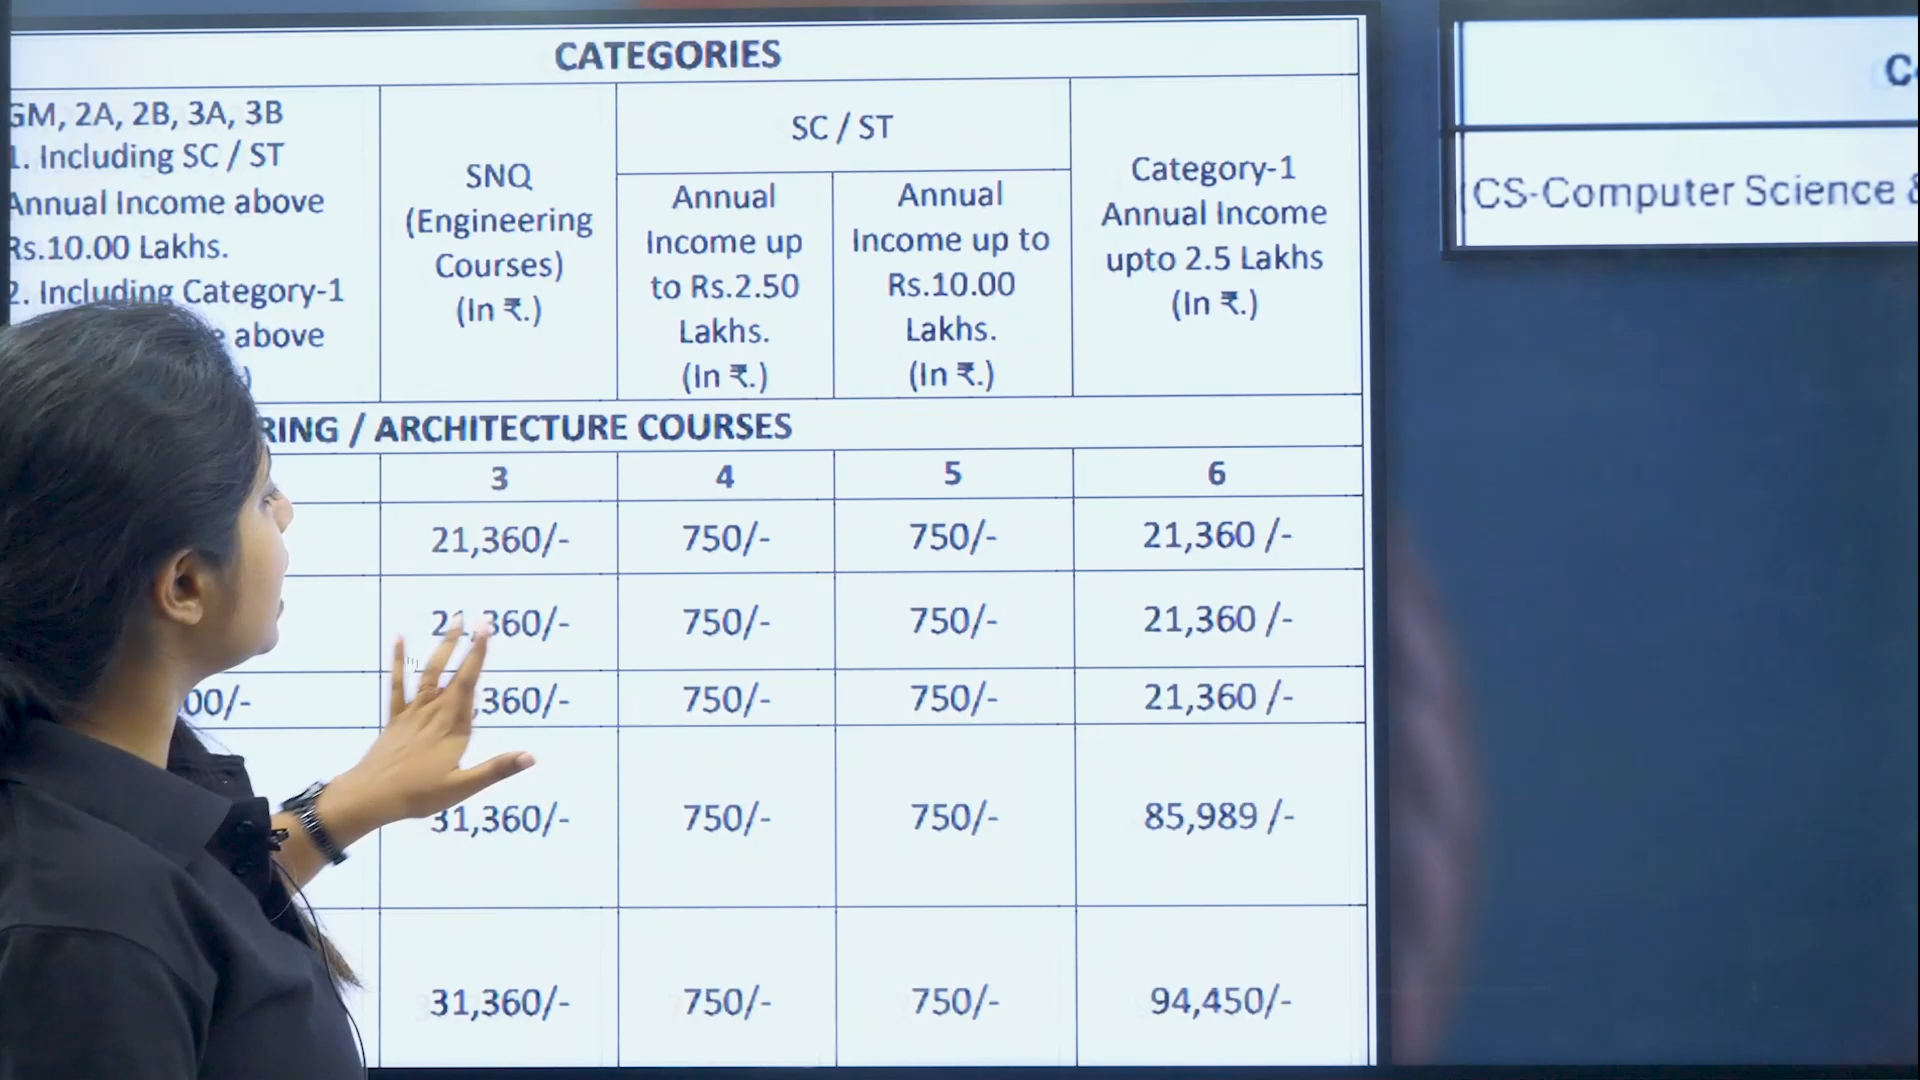 CATEGORIES
GM, 2A, 2B, 3A, 3B
1. Including SC / ST
Annual Income above
Rs.10.00 Lakhs.
2. Including Category-1
above
SNQ
(Engineering
Courses)
(In ₹.)
SC / ST
Annual
Income up
to Rs.2.50
Lakhs.
(In ₹.)
Annual
Income up to
Rs.10.00
Lakhs.
(In ₹.)
Category-1
Annual Income
upto 2.5 Lakhs
(In ₹.)
RING / ARCHITECTURE COURSES
3 4 5 6
21,360/- 750/- 750/- 21,360 /-
21,360/- 750/- 750/- 21,360 /-
00/- ,360/- 750/- 750/- 21,360 /-
31,360/- 750/- 750/- 85,989 /-
31,360/- 750/- 750/- 94,450/-
CS-Computer Science &